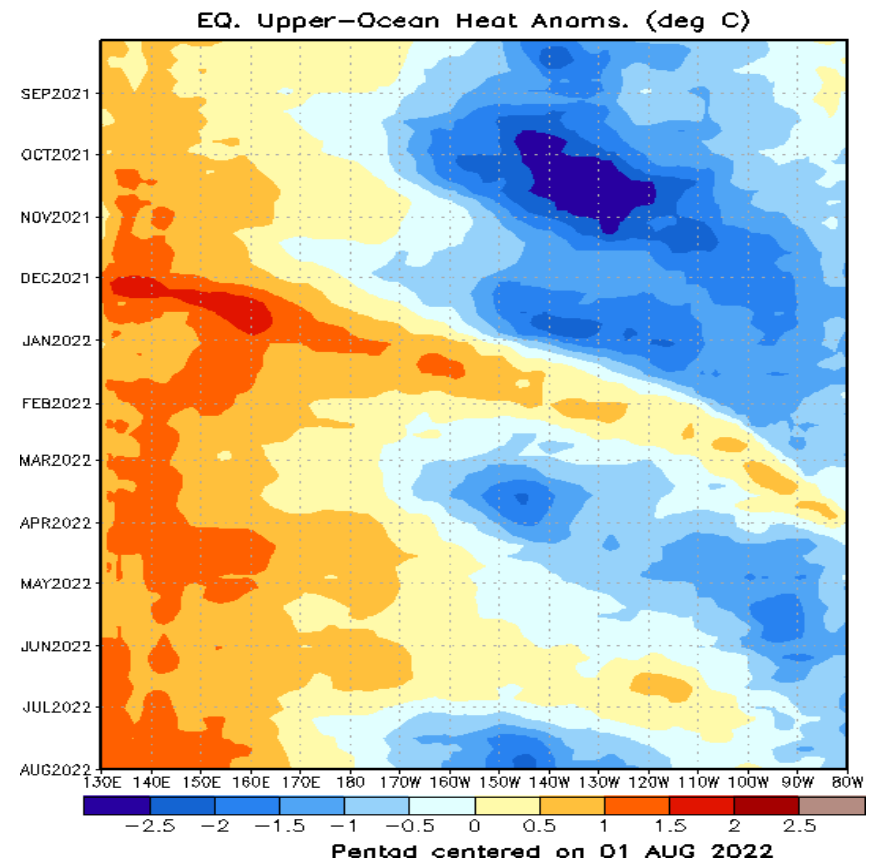 EQ. Upper-Ocean Heat Anoms. (deg C)
SEP2021
OCT2021
NOV2021
DEC2021
JAN2022
FEB2022
MAR2022
APR2022
MAY2022
JUN2022
JUL2022
AUG2022
130E 140E 150E 160E 170E 180 170W 160W 150W 140W 130W 120W 110W 100W 90W 80W
-2.5 -2 -1.5 -1 -0.5 0 0.5 1 1.5 2 2.5
Pentad centered on 01 AUG 2022